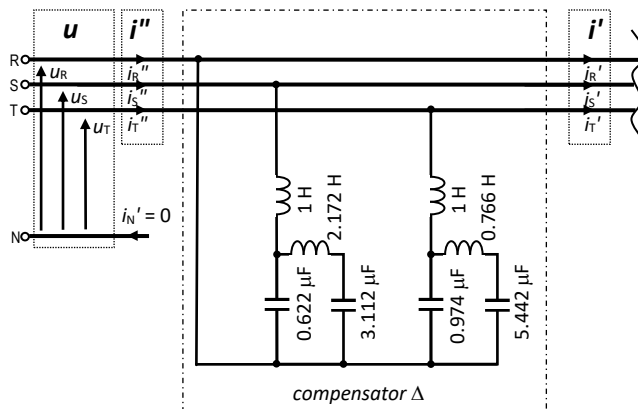 u i'' i'
R
S
T
uR
uS
uT
iR''
iS''
iT''
iR'
iS'
iT'
iN' = 0
N
1 H
2.172 H
1 H
0.766 H
0.622 μF
3.112 μF
0.974 μF
5.442 μF
compensator Δ